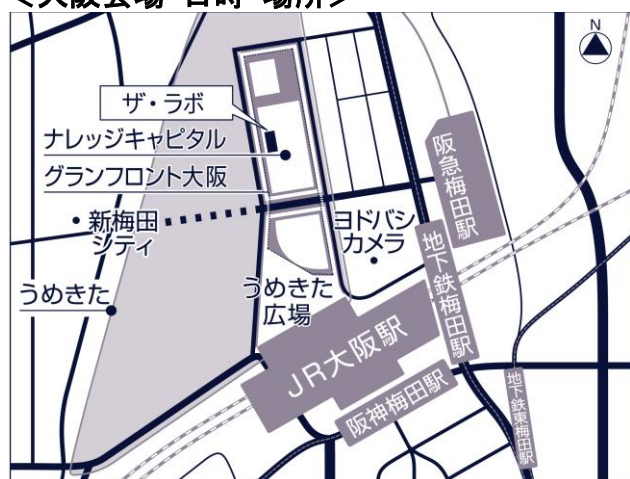 <大阪会場 日時・場所>
N
ザ・ラボ
ナレッジキャピタル
グランフロント大阪
新梅田
シティ
うめきた
うめきた
広場
ヨドバシ
カメラ
阪急梅田駅
地下鉄梅田駅
JR大阪駅
阪神梅田駅
地下鉄東梅田駅